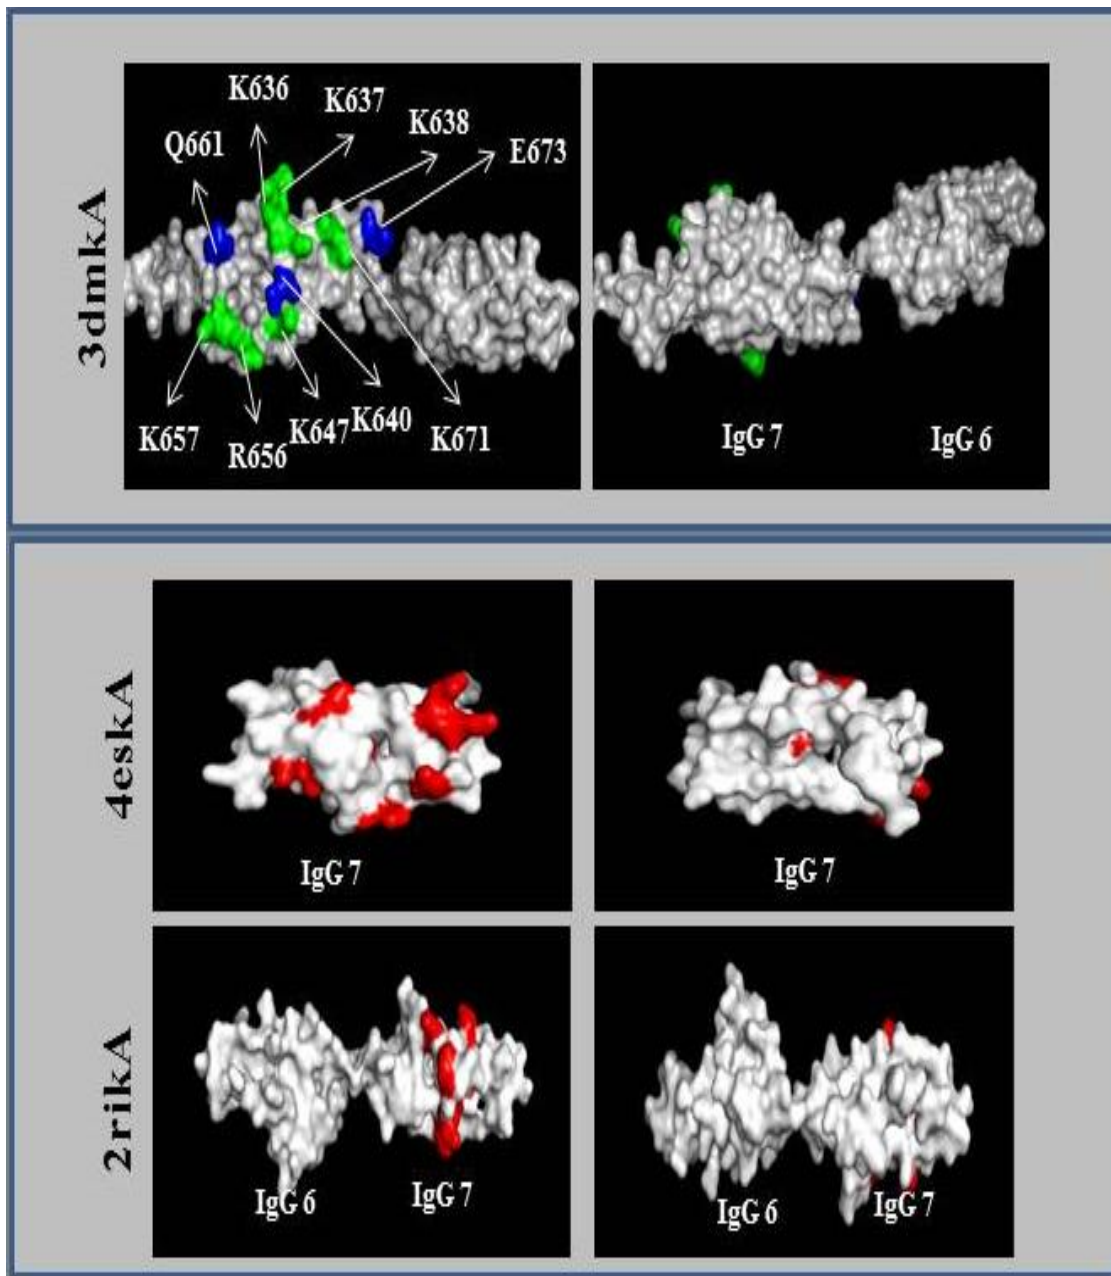 3dmkA
K636
K637
K638
Q661
E673
K657
R656
K647
K640
K671
IgG 7
IgG 6
4eskA
IgG 7
IgG 7
2rikA
IgG 6
IgG 7
IgG 6
IgG 7